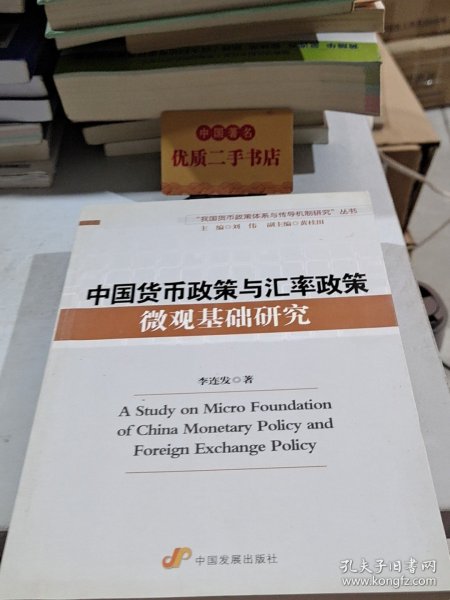 中国著名
优质二手书店
“我国货币政策体系与传导机制研究”丛书
主 编◎刘 伟 副主编◎黄桂田
中国货币政策与汇率政策
微观基础研究
李连发◎著
A Study on Micro Foundation
of China Monetary Policy and
Foreign Exchange Policy
中国发展出版社
孔夫子旧书网
www.kongfz.com